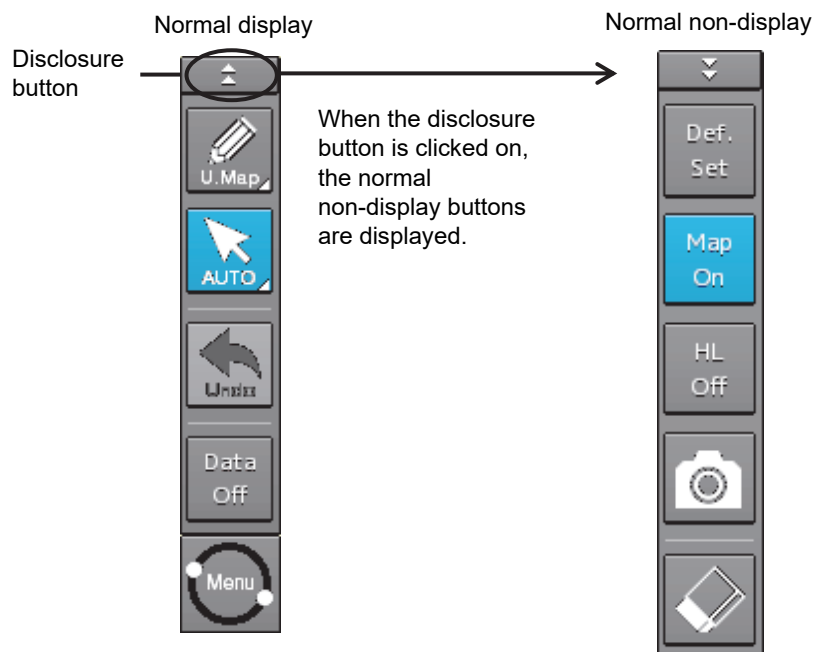 Normal display
Normal non-display
Disclosure
button
When the disclosure
button is clicked on,
the normal
non-display buttons
are displayed.
U.Map
AUTO
Undo
Data
Off
Menu
Def.
Set
Map
On
HL
Off